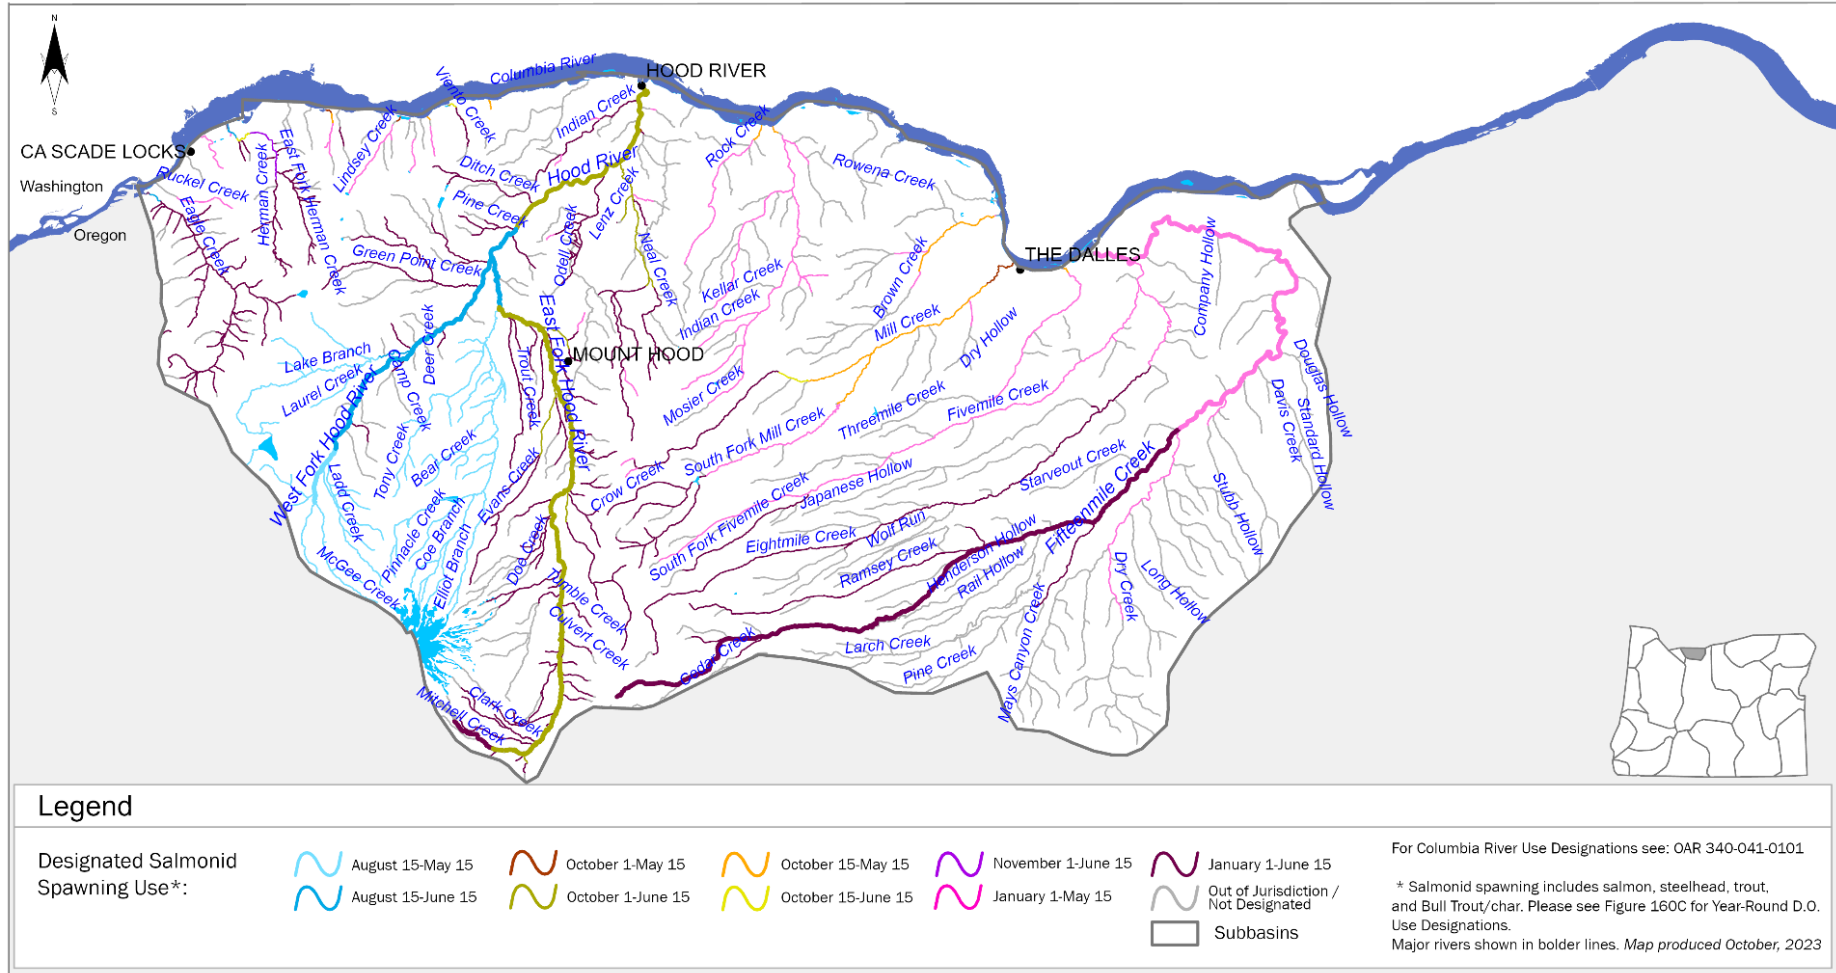 N
S
Columbia River
HOOD RIVER
Viento Creek
Indian Creek
CA SCADE LOCKS
Washington
Oregon
Ruckel Creek
Eagle Creek
Herman Creek
East Fork Herman Creek
Lindsey Creek
Ditch Creek
Hood River
Pine Creek
Lenz Creek
Odell Creek
Neal Creek
Green Point Creek
Rock Creek
Rowena Creek
THE DALLES
Kellar Creek
Indian Creek
Brown Creek
Mill Creek
Dry Hollow
Company Hollow
East Fork Hood River
MOUNT HOOD
Deer Creek
Lake Branch
Laurel Creek
Camp Creek
Trout Creek
Mosier Creek
Threemile Creek
Fivemile Creek
Douglas Hollow
Davis Creek
Standard Hollow
West Fork Hood River
Tony Creek
Bear Creek
Ladd Creek
Evans Creek
Crow Creek
South Fork Mill Creek
Japanese Hollow
South Fork Fivemile Creek
Starveout Creek
Fifteenmile Creek
Stubb Hollow
Pinnacle Creek
Coe Branch
Elliot Branch
McGee Creek
Doe Creek
Eightmile Creek
Wolf Run
Ramsey Creek
Henderson Hollow
Rail Hollow
Dry Creek
Long Hollow
Tumble Creek
Culvert Creek
Cedar Creek
Larch Creek
Pine Creek
Mays Canyon Creek
Clark Creek
Mitchell Creek
Legend
Designated Salmonid
Spawning Use*:
August 15-May 15
August 15-June 15
October 1-May 15
October 1-June 15
October 15-May 15
October 15-June 15
November 1-June 15
January 1-May 15
January 1-June 15
Out of Jurisdiction /
Not Designated
Subbasins
For Columbia River Use Designations see: OAR 340-041-0101
* Salmonid spawning includes salmon, steelhead, trout,
and Bull Trout/char. Please see Figure 160C for Year-Round D.O.
Use Designations.
Major rivers shown in bolder lines. Map produced October, 2023